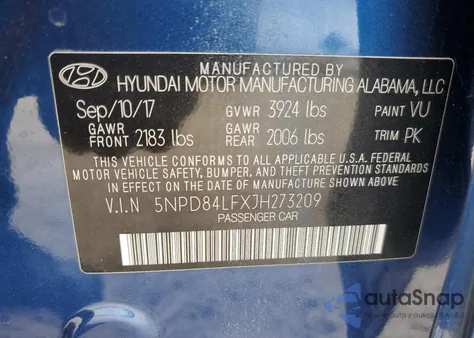 MANUFACTURED BY
HYUNDAI MOTOR MANUFACTURING ALABAMA, LLC
Sep/10/17 GVWR 3924 lbs PAINT VU
GAWR FRONT 2183 lbs GAWR REAR 2006 lbs TRIM PK
THIS VEHICLE CONFORMS TO ALL APPLICABLE U.S.A FEDERAL
MOTOR VEHICLE SAFETY, BUMPER, AND THEFT PREVENTION STANDARDS
IN EFFECT ON THE DATE OF MANUFACTURE SHOWN ABOVE.
V.I.N 5NPD84LFXJH273209
PASSENGER CAR
autoSnap